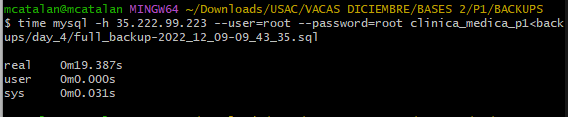 mcatalan@mcatalan MINGW64 ~/Downloads/USAC/VACAS DICIEMBRE/BASES 2/P1/BACKUPS
$ time mysql -h 35.222.99.223 --user=root --password=root clinica_medica_p1<back
ups/day_4/full_backup-2022_12_09-09_43_35.sql
real    0m19.387s
user    0m0.000s
sys     0m0.031s